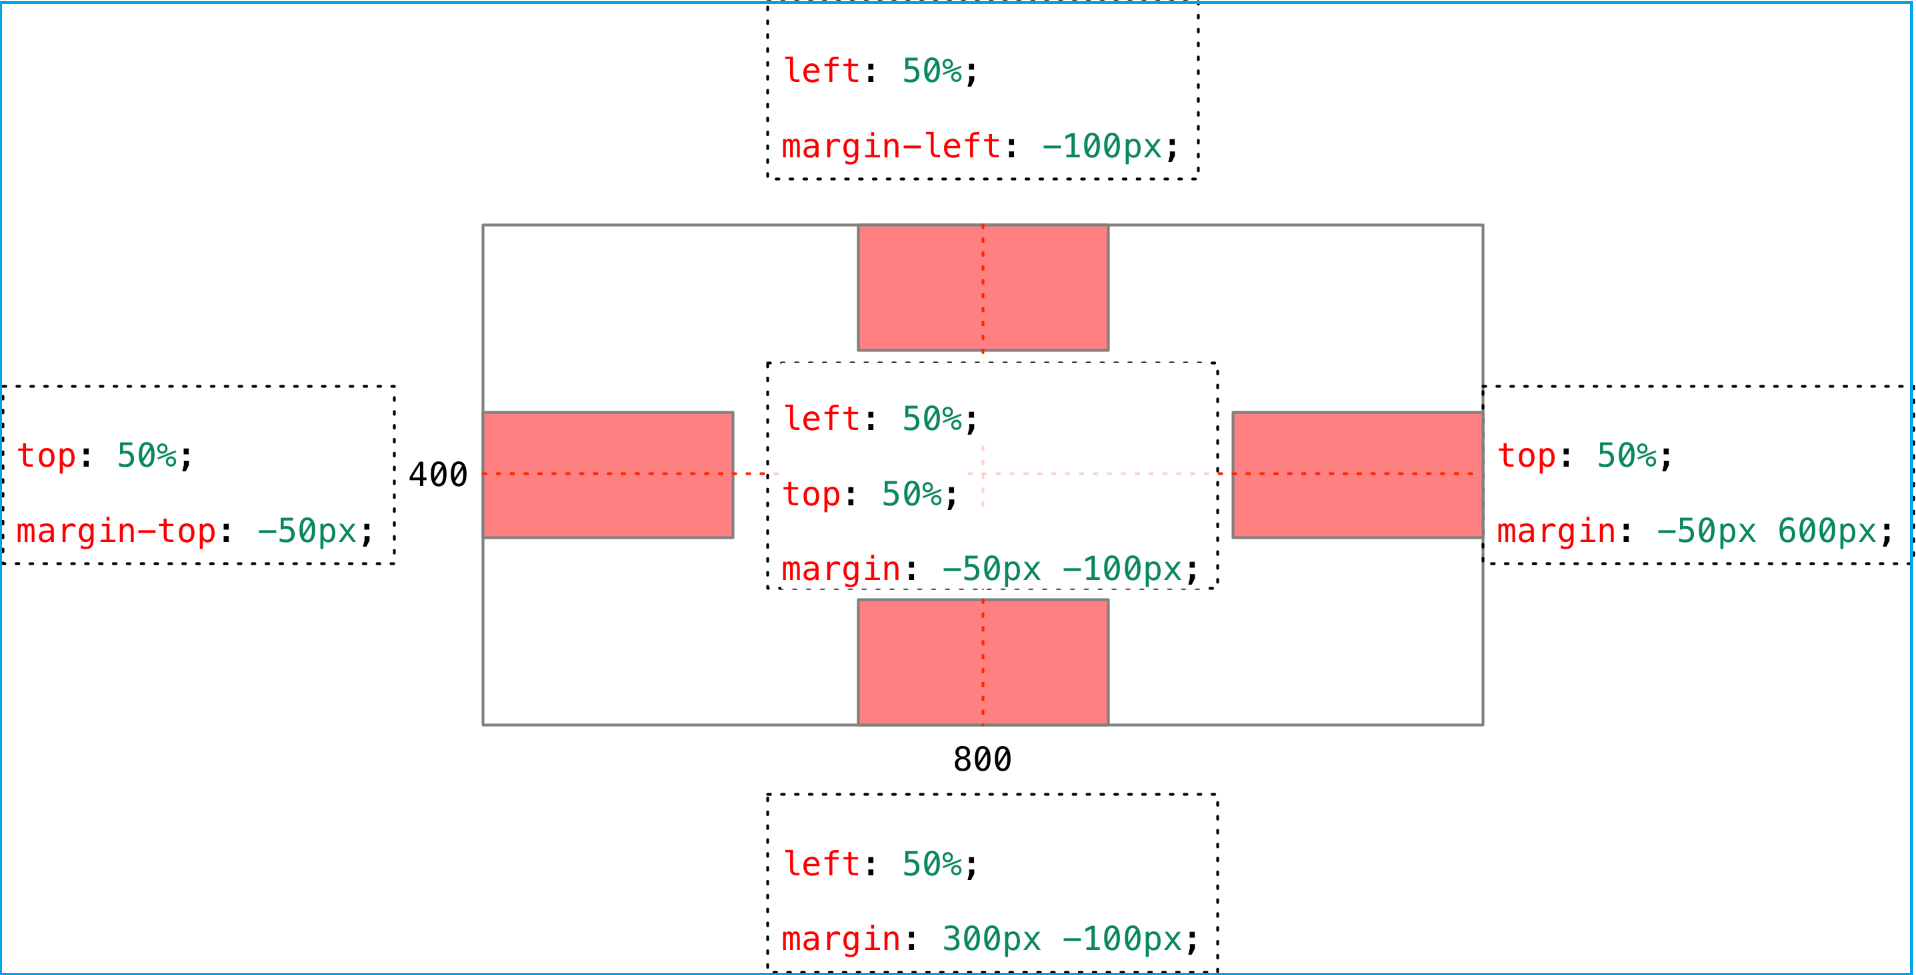 left: 50%;
margin-left: -100px;
top: 50%;
margin-top: -50px;
400
left: 50%;
top: 50%;
margin: -50px -100px;
top: 50%;
margin: -50px 600px;
800
left: 50%;
margin: 300px -100px;